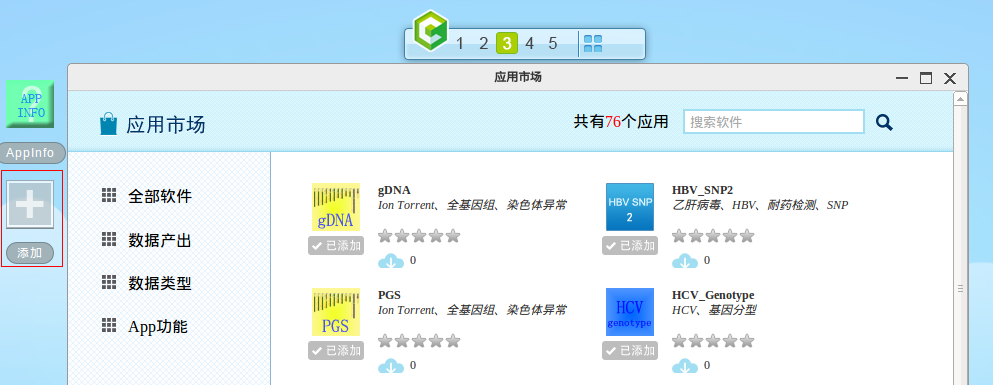 1 2 3 4 5
应用市场
APP
INFO
AppInfo
添加
应用市场
共有76个应用
搜索软件
全部软件
数据产出
数据类型
App功能
gDNA
gDNA
Ion Torrent、全基因组、染色体异常
已添加
0
HBV SNP
2
HBV_SNP2
乙肝病毒、HBV、耐药检测、SNP
已添加
0
PGS
PGS
Ion Torrent、全基因组、染色体异常
已添加
0
HCV
genotype
HCV_Genotype
HCV、基因分型
已添加
0